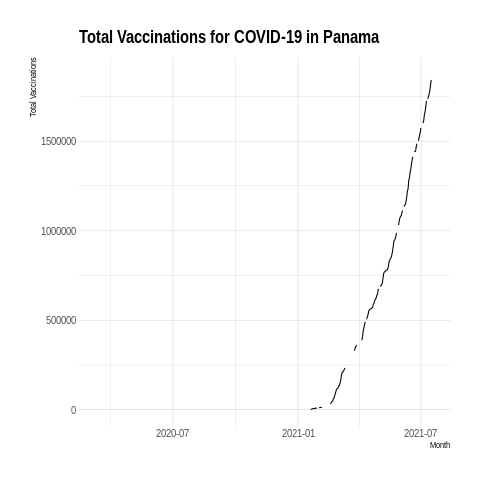 Total Vaccinations for COVID-19 in Panama
Total Vaccinations
1500000
1000000
500000
0
2020-07
2021-01
2021-07
Month